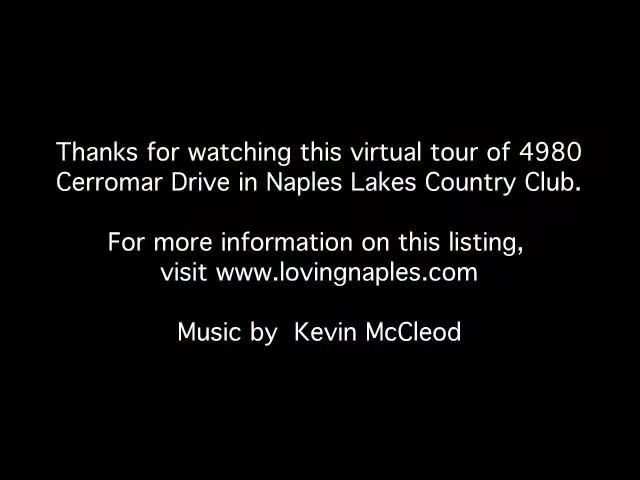 Thanks for watching this virtual tour of 4980
Cerromar Drive in Naples Lakes Country Club.
For more information on this listing,
visit www.lovingnaples.com
Music by  Kevin McCleod